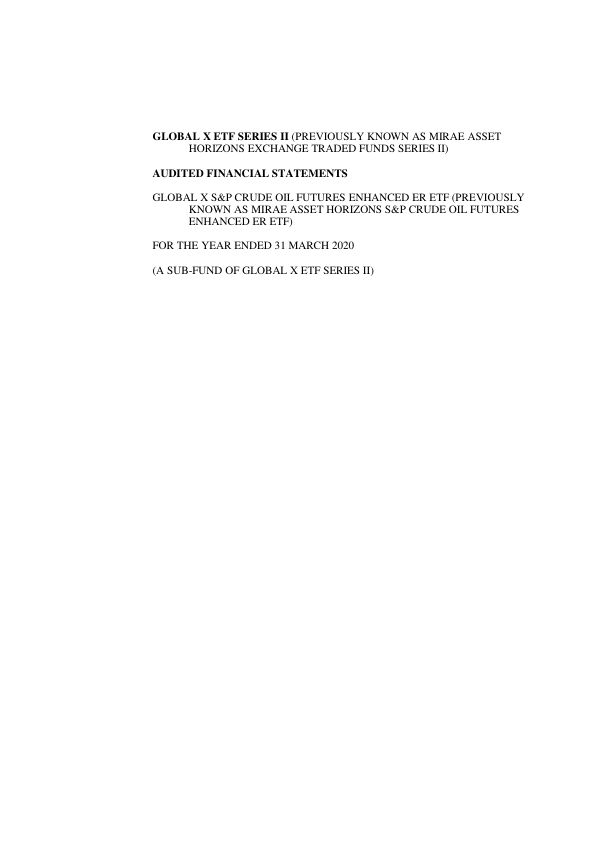 GLOBAL X ETF SERIES II (PREVIOUSLY KNOWN AS MIRAE ASSET
HORIZONS EXCHANGE TRADED FUNDS SERIES II)
AUDITED FINANCIAL STATEMENTS
GLOBAL X S&P CRUDE OIL FUTURES ENHANCED ER ETF (PREVIOUSLY
KNOWN AS MIRAE ASSET HORIZONS S&P CRUDE OIL FUTURES
ENHANCED ER ETF)
FOR THE YEAR ENDED 31 MARCH 2020
(A SUB-FUND OF GLOBAL X ETF SERIES II)